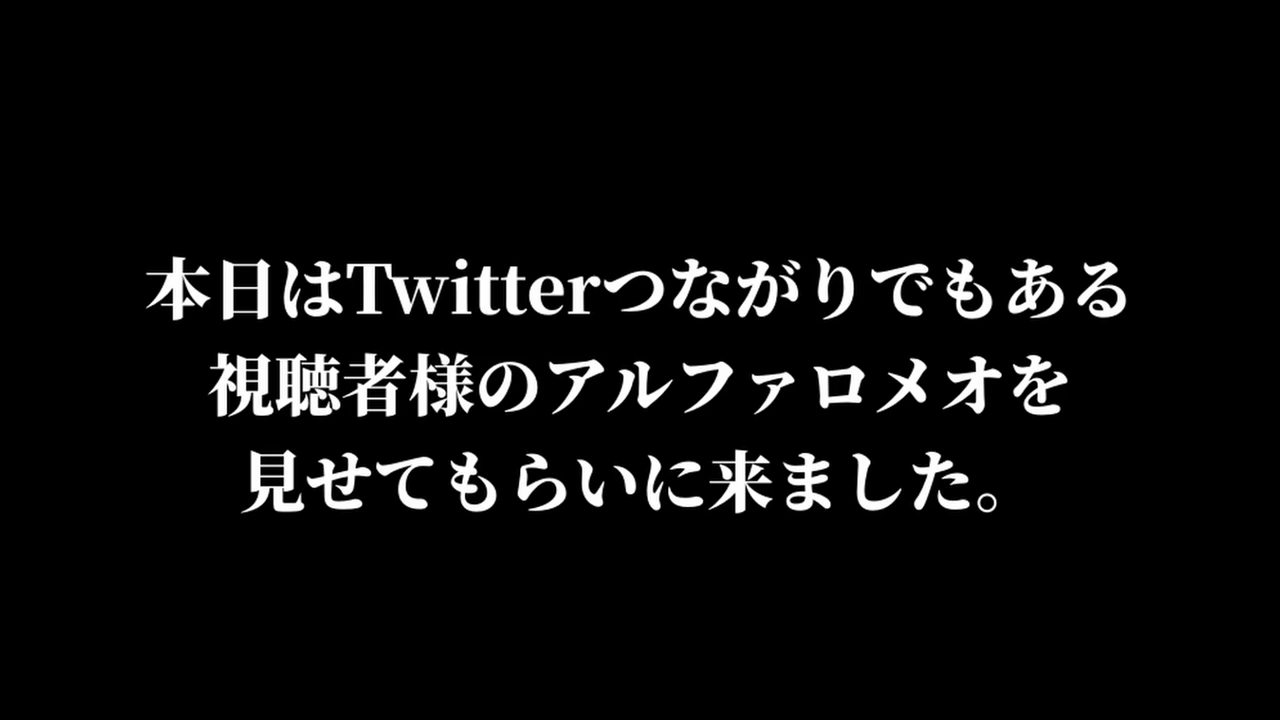 本日はTwitterつながりでもある
視聴者様のアルファロメオを
見せてもらいに来ました。